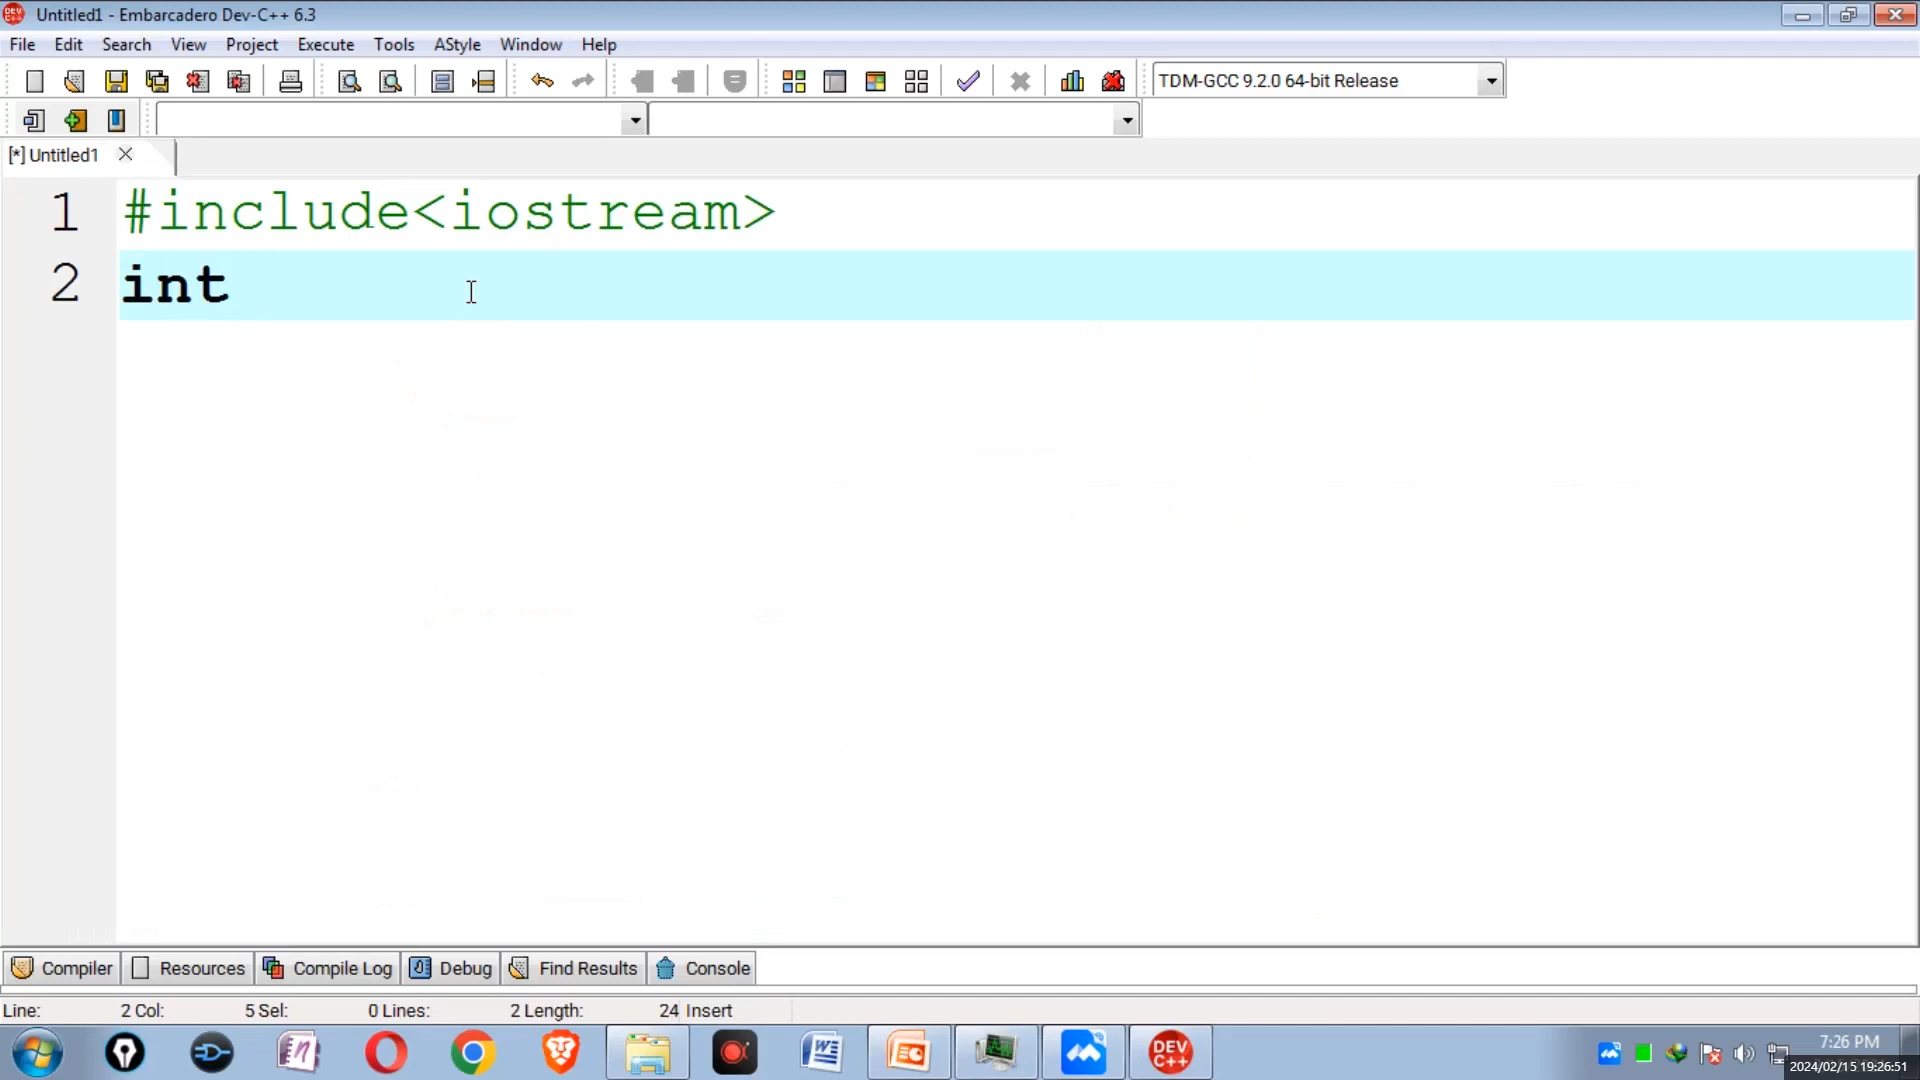 Untitled1 - Embarcadero Dev-C++ 6.3
File Edit Search View Project Execute Tools AStyle Window Help
TDM-GCC 9.2.0 64-bit Release
[*] Untitled1
1 #include<iostream>
2 int
Compiler Resources Compile Log Debug Find Results Console
Line: 2 Col: 5 Sel: 0 Lines: 2 Length: 24 Insert
DEV C++
7:26 PM
2024/02/15 19:26:51